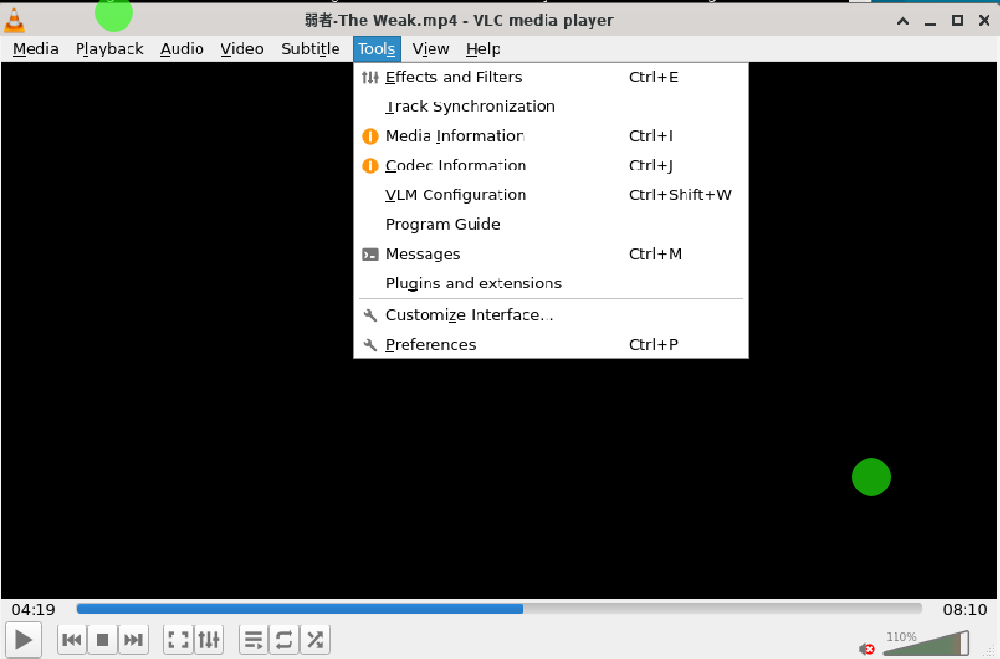 弱者-The Weak.mp4 - VLC media player
Media Playback Audio Video Subtitle Tools View Help
Effects and Filters Ctrl+E
Track Synchronization
Media Information Ctrl+I
Codec Information Ctrl+J
VLM Configuration Ctrl+Shift+W
Program Guide
Messages Ctrl+M
Plugins and extensions
Customize Interface...
Preferences Ctrl+P
04:19 08:10
110%